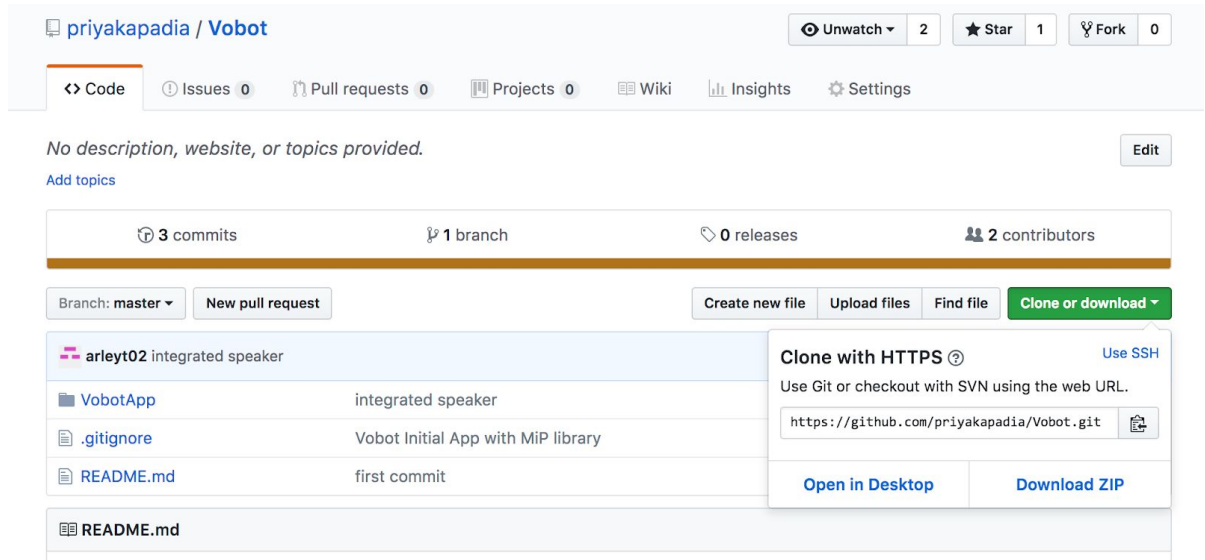 priyakapadia / Vobot
Unwatch 2 Star 1 Fork 0
Code Issues 0 Pull requests 0 Projects 0 Wiki Insights Settings
No description, website, or topics provided. Edit
Add topics
3 commits 1 branch 0 releases 2 contributors
Branch: master New pull request Create new file Upload files Find file Clone or download
arleyt02 integrated speaker
VobotApp integrated speaker
.gitignore Vobot Initial App with MiP library
README.md first commit
Clone with HTTPS ? Use SSH
Use Git or checkout with SVN using the web URL.
https://github.com/priyakapadia/Vobot.git
Open in Desktop Download ZIP
README.md